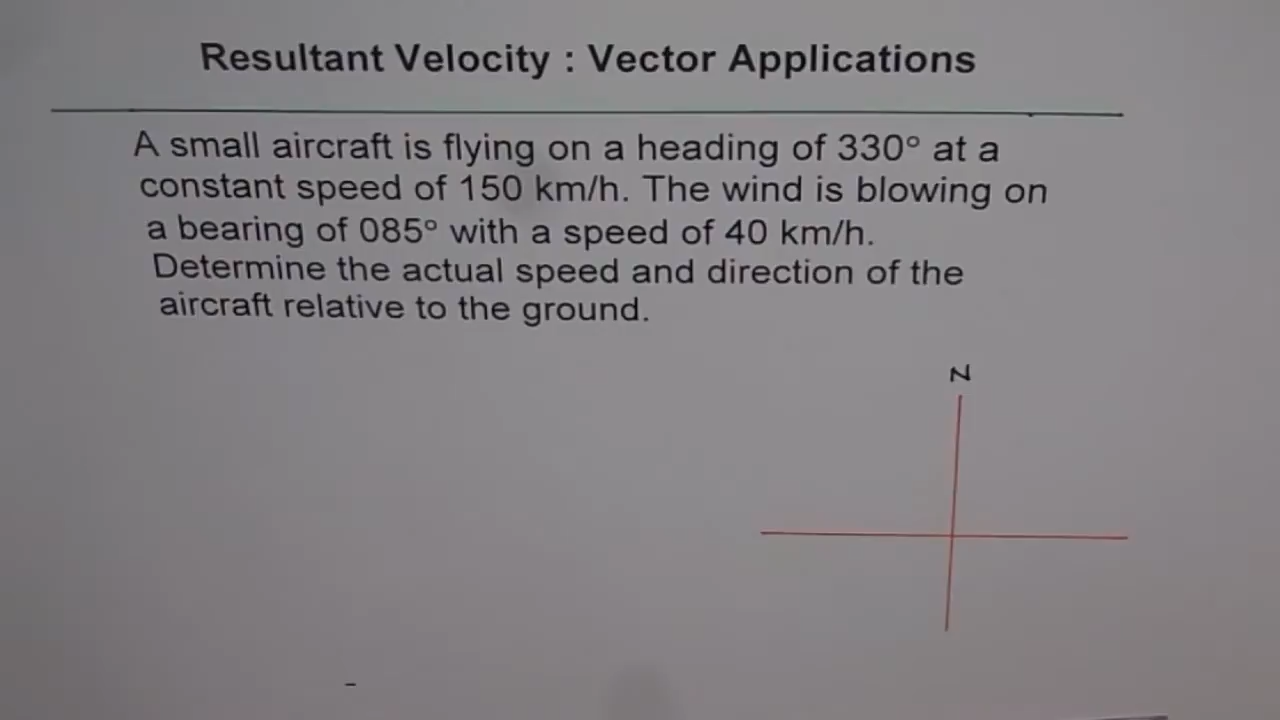 Resultant Velocity : Vector Applications
A small aircraft is flying on a heading of 330° at a
constant speed of 150 km/h. The wind is blowing on
a bearing of 085° with a speed of 40 km/h.
Determine the actual speed and direction of the
aircraft relative to the ground.
N